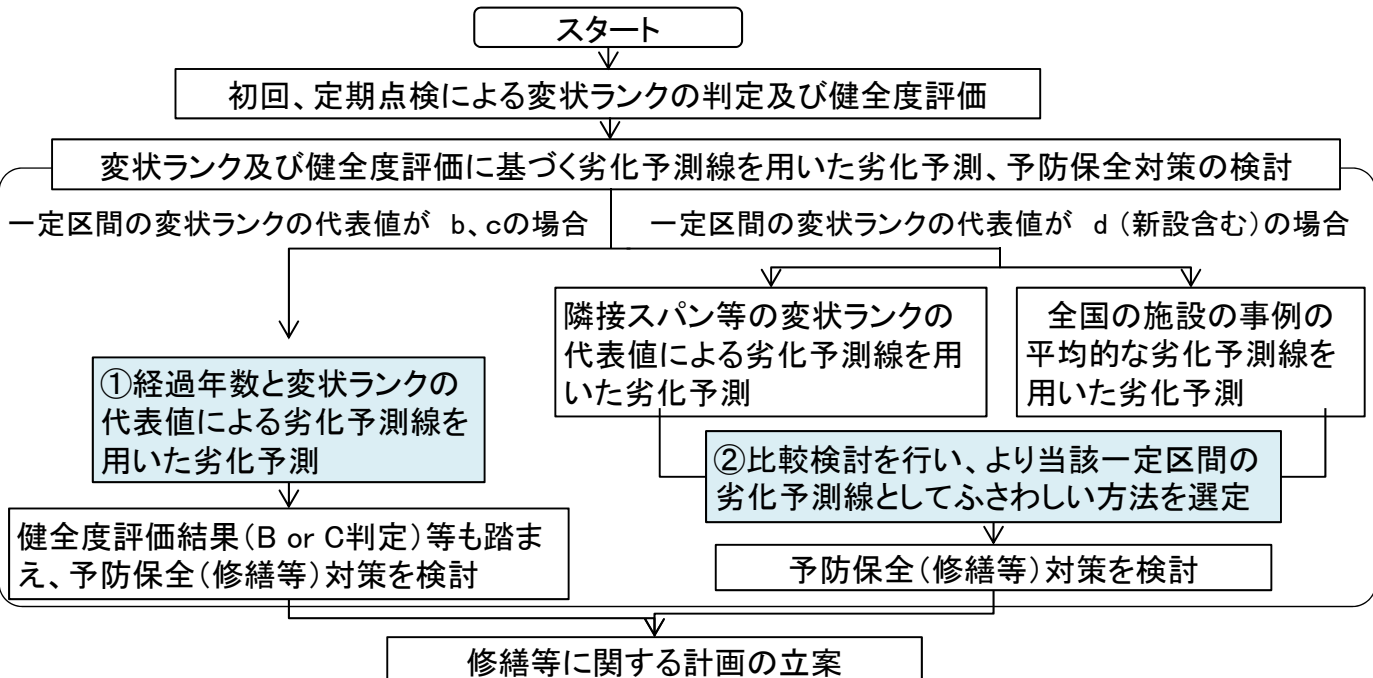 スタート
初回、定期点検による変状ランクの判定及び健全度評価
変状ランク及び健全度評価に基づく劣化予測線を用いた劣化予測、予防保全対策の検討
一定区間の変状ランクの代表値が b、cの場合
一定区間の変状ランクの代表値が d（新設含む）の場合
①経過年数と変状ランクの
代表値による劣化予測線を
用いた劣化予測
健全度評価結果（B or C判定）等も踏ま
え、予防保全（修繕等）対策を検討
隣接スパン等の変状ランクの
代表値による劣化予測線を用
いた劣化予測
全国の施設の事例の
平均的な劣化予測線を
用いた劣化予測
②比較検討を行い、より当該一定区間の
劣化予測線としてふさわしい方法を選定
予防保全（修繕等）対策を検討
修繕等に関する計画の立案